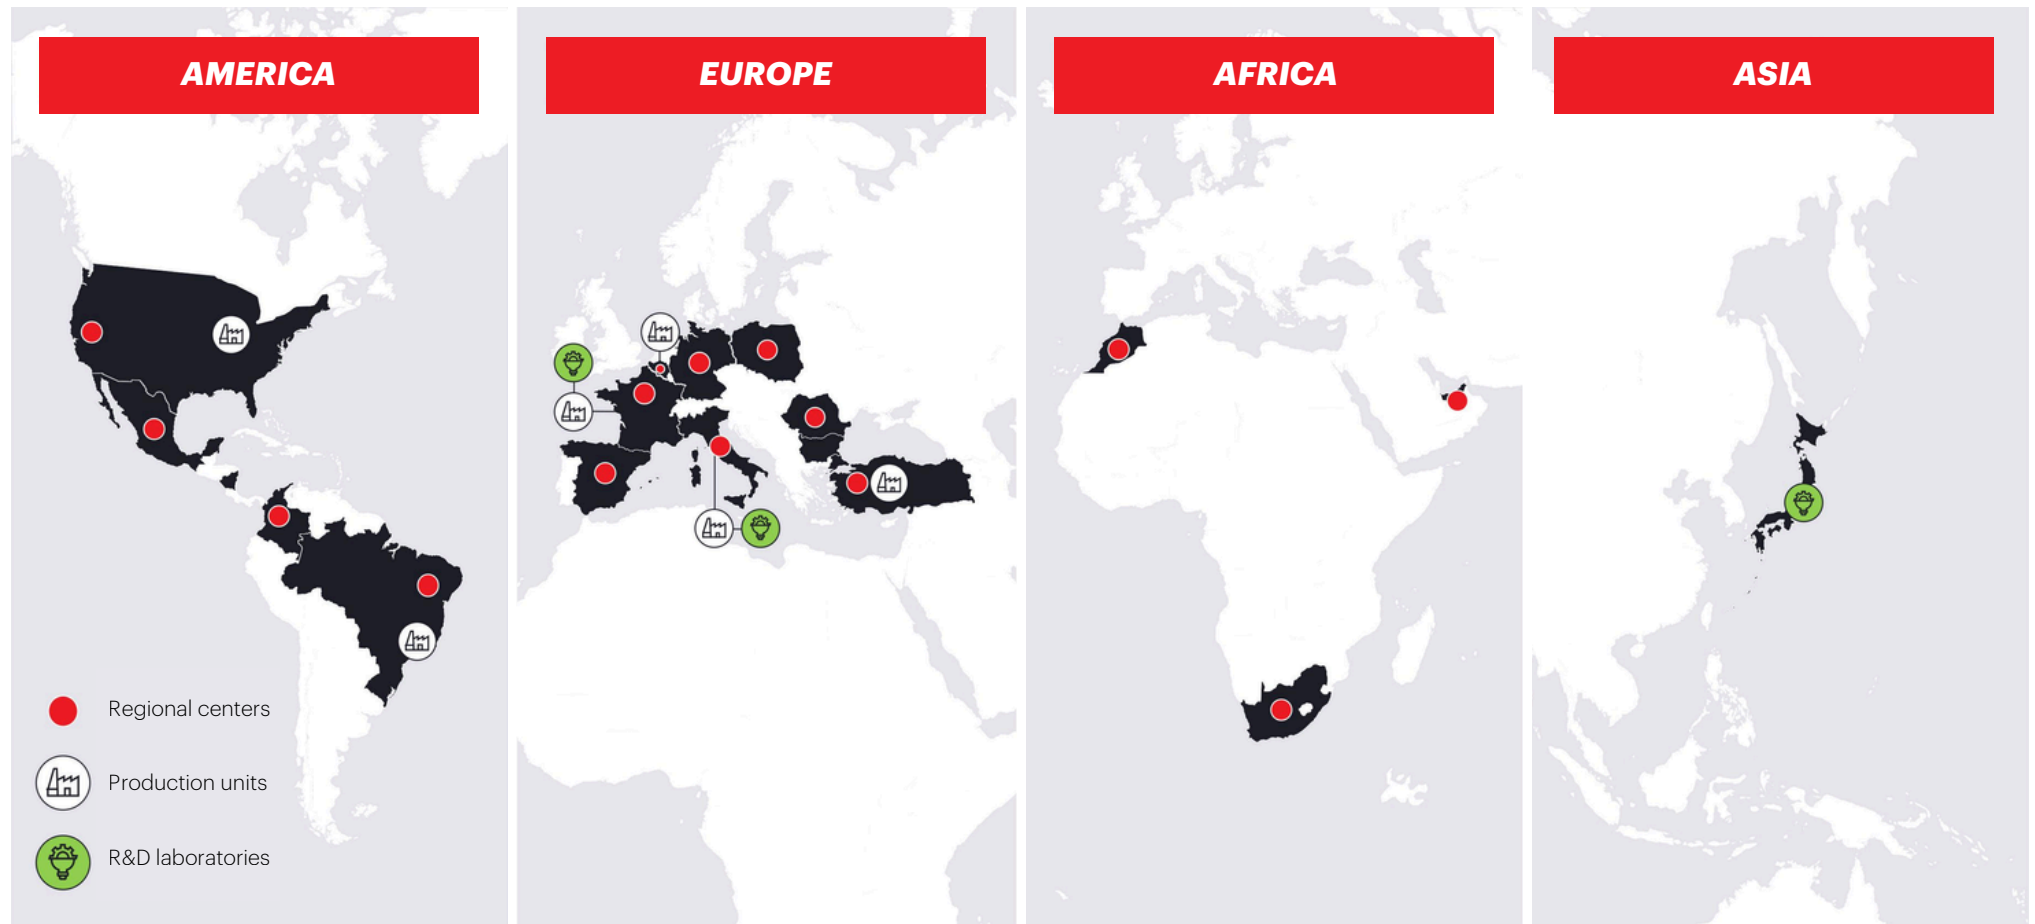 AMERICA
EUROPE
AFRICA
ASIA
Regional centers
Production units
R&D laboratories